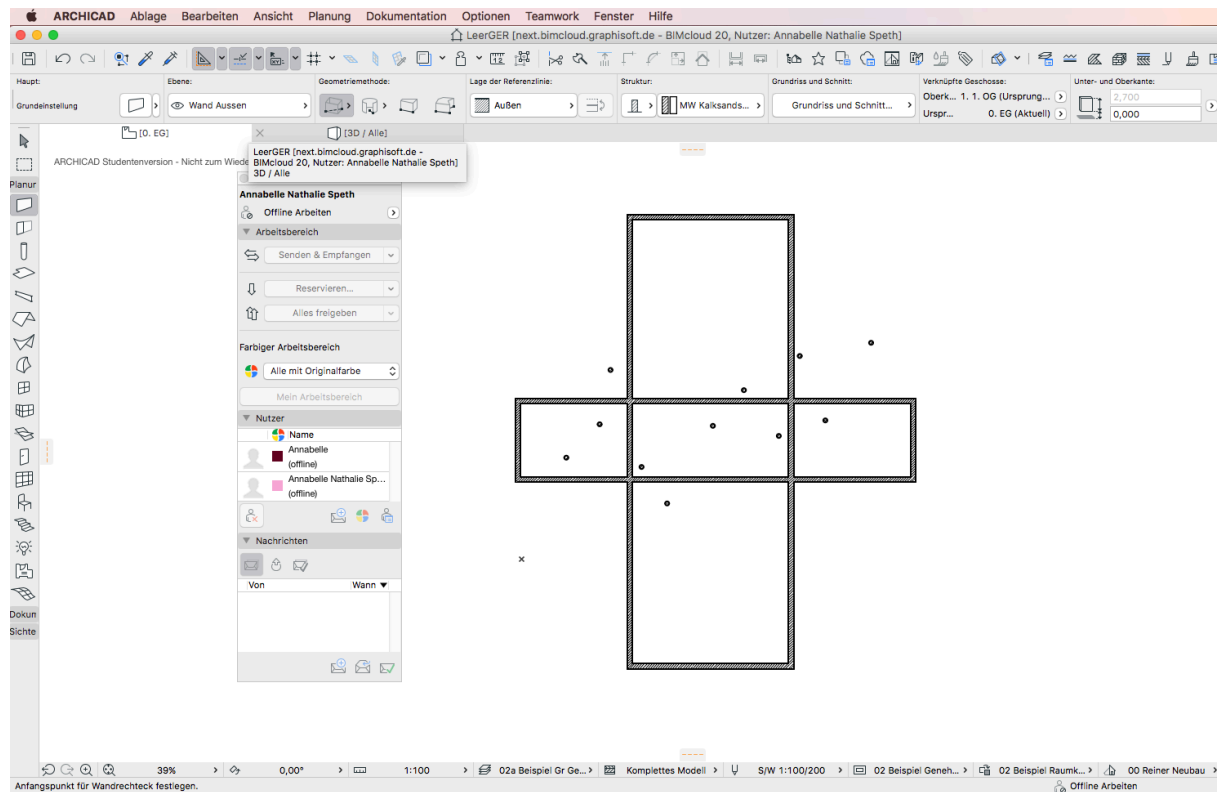 ARCHICAD Ablage Bearbeiten Ansicht Planung Dokumentation Optionen Teamwork Fenster Hilfe
LeerGER [next.bimcloud.graphisoft.de - BIMcloud 20, Nutzer: Annabelle Nathalie Speth]
Haupt: Ebene: Geometriemethode: Lage der Referenzlinie: Struktur: Grundriss und Schnitt: Verknüpfte Geschosse: Unter- und Oberkante:
Grundeinstellung Wand Aussen Außen MW Kalksands... Grundriss und Schnitt...
Oberk... 1. 1. OG (Ursprung... 2,700
Urspr... 0. EG (Aktuell) 0,000
[0. EG] [3D / Alle]
ARCHICAD Studentenversion - Nicht zum Wiede
LeerGER [next.bimcloud.graphisoft.de -
BIMcloud 20, Nutzer: Annabelle Nathalie Speth]
3D / Alle
Planur
Annabelle Nathalie Speth
Offline Arbeiten
Arbeitsbereich
Senden & Empfangen
Reservieren...
Alles freigeben
Farbiger Arbeitsbereich
Alle mit Originalfarbe
Mein Arbeitsbereich
Nutzer
Name
Annabelle
(offline)
Annabelle Nathalie Sp...
(offline)
Nachrichten
Von Wann
Dokum
Sichte
39% 0,00° 1:100 02a Beispiel Gr Ge... Komplettes Modell S/W 1:100/200 02 Beispiel Geneh... 02 Beispiel Raumk... 00 Reiner Neubau
Anfangspunkt für Wandrechteck festlegen. Offline Arbeiten